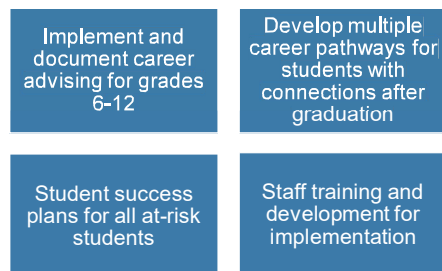 Implement and
document career
advising for grades
6-12
Develop multiple
career pathways for
students with
connections after
graduation
Student success
plans for all at-risk
students
Staff training and
development for
implementation